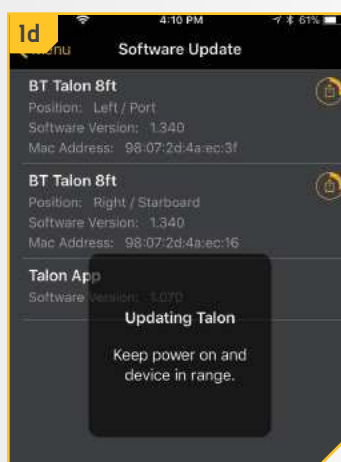 1d
4:10 PM
61%
Menu
Software Update
BT Talon 8ft
Position: Left / Port
Software Version: 1.340
Mac Address: 98:07:2d:4a:ec:3f
BT Talon 8ft
Position: Right / Starboard
Software Version: 1.340
Mac Address: 98:07:2d:4a:ec:16
Talon App
Software Version: 1.070
Updating Talon
Keep power on and
device in range.